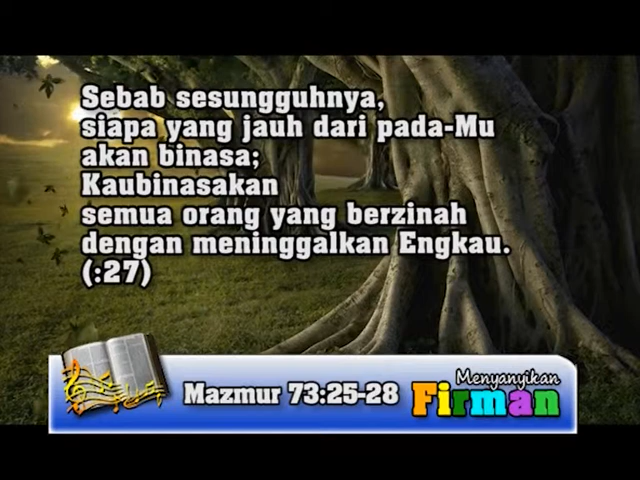 Sebab sesungguhnya,
siapa yang jauh dari pada-Mu
akan binasa;
Kaubinasakan
semua orang yang berzinah
dengan meninggalkan Engkau.
(:27)
Mazmur 73:25-28
Menyanyikan
Firman